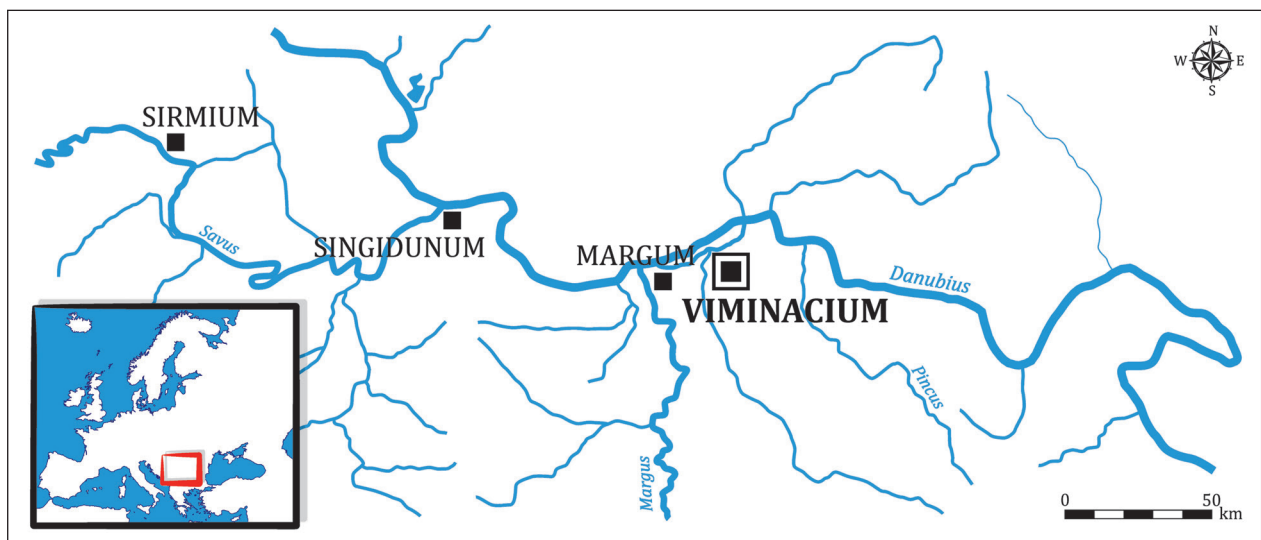 N
W E
S
SIRMIUM
Savus
SINGIDUNUM
MARGUM
VIMINACIUM
Danubius
Pincus
Margus
0 50
km